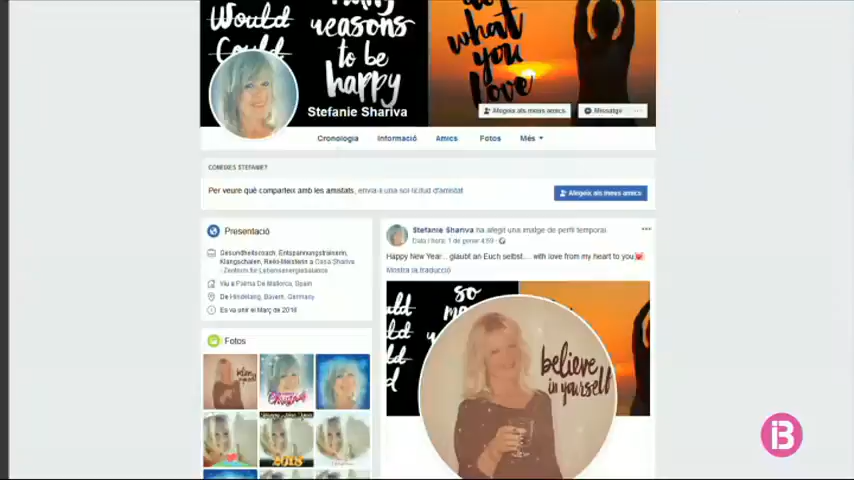 Would
Could
many
reasons
to be
happy
do
what
you
love
Stefanie Shariva
Afegeix als meus amics
Missatge
Cronologia Informació Amics Fotos Més
CONEIXES STEFANIE?
Per veure què comparteix amb les amistats, envia-li una sol·licitud d'amistat
Afegeix als meus amics
Presentació
Gesundheitscoach, Entspannungstrainerin,
Klangschalen, Reiki-Meisterin a Casa Shariva
- Zentrum für Lebensenergiebalance
Viu a Palma De Mallorca, Spain
De Hindelang, Bayern, Germany
Es va unir el Març de 2018
Fotos
2018
Stefanie Shariva ha afegit una imatge de perfil temporal
Data i hora: 1 de gener 4:59
Happy New Year... glaubt an Euch selbst.... with love from my heart to you
Mostra la traducció
so
believe
in yourself